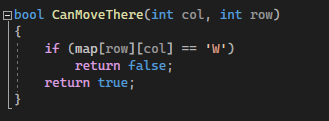 bool CanMoveThere(int col, int row)
{
    if (map[row][col] == 'W')
        return false;
    return true;
}